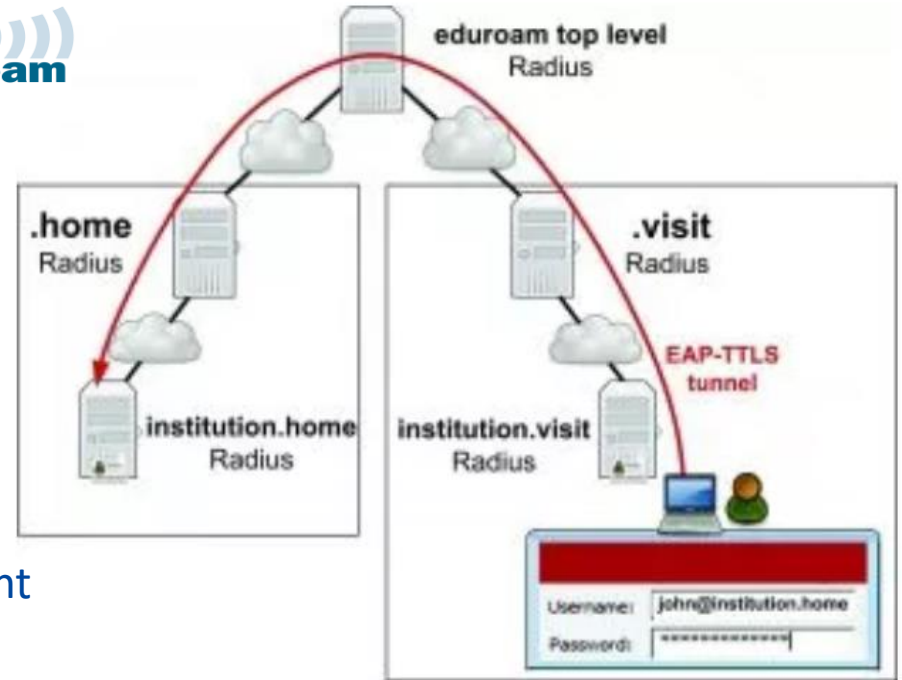 )))
am
eduroam top level
Radius
.home
Radius
.visit
Radius
EAP-TTLS
tunnel
institution.home
Radius
institution.visit
Radius
nt
Username: john@institution.home
Password: *************